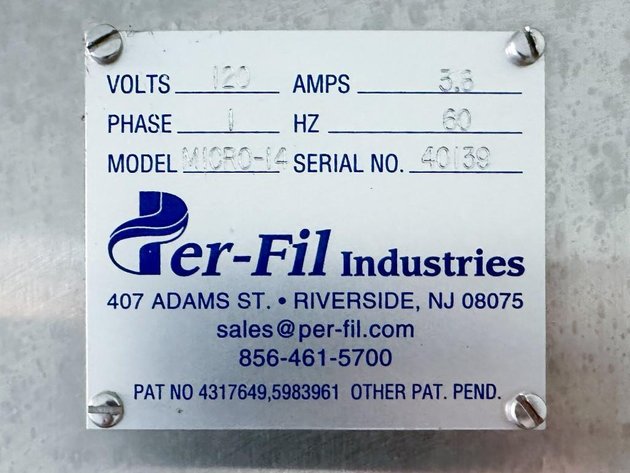 VOLTS 120 AMPS 3.8
PHASE 1 HZ 60
MODEL MICRO-14 SERIAL NO. 40139
Per-Fil Industries
407 ADAMS ST. • RIVERSIDE, NJ 08075
sales@per-fil.com
856-461-5700
PAT NO 4317649,5983961 OTHER PAT. PEND.